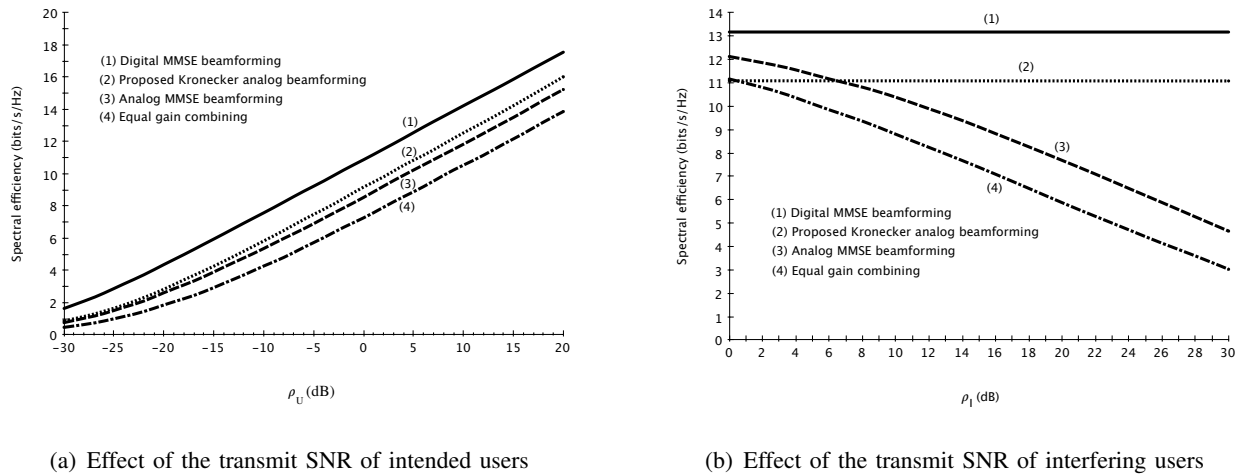 20
18
16
14
12
10
8
6
4
2
0
Spectral efficiency (bits/s/Hz)
(1) Digital MMSE beamforming
(2) Proposed Kronecker analog beamforming
(3) Analog MMSE beamforming
(4) Equal gain combining
(1)
(2)
(3)
(4)
−30 −25 −20 −15 −10 −5 0 5 10 15 20
ρU (dB)
(a) Effect of the transmit SNR of intended users
14
13
12
11
10
9
8
7
6
5
4
3
2
1
0
Spectral efficiency (bits/s/Hz)
(1)
(2)
(3)
(4)
(1) Digital MMSE beamforming
(2) Proposed Kronecker analog beamforming
(3) Analog MMSE beamforming
(4) Equal gain combining
0 2 4 6 8 10 12 14 16 18 20 22 24 26 28 30
ρI (dB)
(b) Effect of the transmit SNR of interfering users